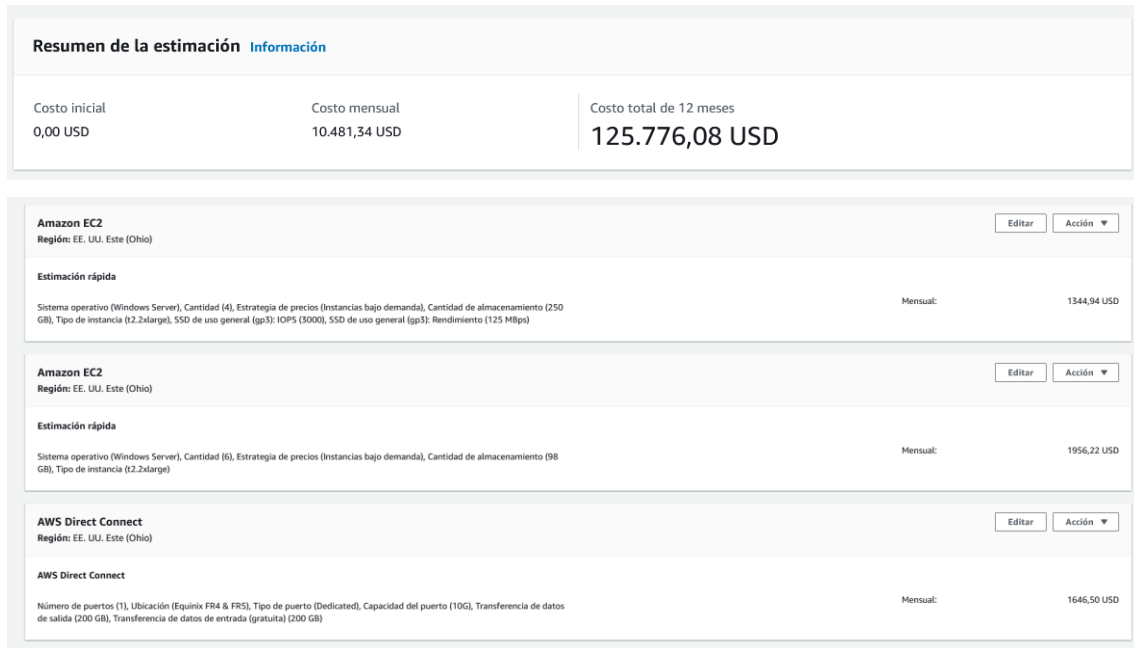 Resumen de la estimación Información
Costo inicial
0,00 USD
Costo mensual
10.481,34 USD
Costo total de 12 meses
125.776,08 USD
Amazon EC2
Región: EE. UU. Este (Ohio)
Editar
Acción ▼
Estimación rápida
Sistema operativo (Windows Server), Cantidad (4), Estrategia de precios (Instancias bajo demanda), Cantidad de almacenamiento (250
GB), Tipo de instancia (t2.2xlarge), SSD de uso general (gp3): IOPS (3000), SSD de uso general (gp3): Rendimiento (125 MBps)
Mensual:
1344,94 USD
Amazon EC2
Región: EE. UU. Este (Ohio)
Editar
Acción ▼
Estimación rápida
Sistema operativo (Windows Server), Cantidad (6), Estrategia de precios (Instancias bajo demanda), Cantidad de almacenamiento (98
GB), Tipo de instancia (t2.2xlarge)
Mensual:
1956,22 USD
AWS Direct Connect
Región: EE. UU. Este (Ohio)
Editar
Acción ▼
AWS Direct Connect
Número de puertos (1), Ubicación (Equinix FR4 & FR5), Tipo de puerto (Dedicated), Capacidad del puerto (10G), Transferencia de datos
de salida (200 GB), Transferencia de datos de entrada (gratuita) (200 GB)
Mensual:
1646,50 USD